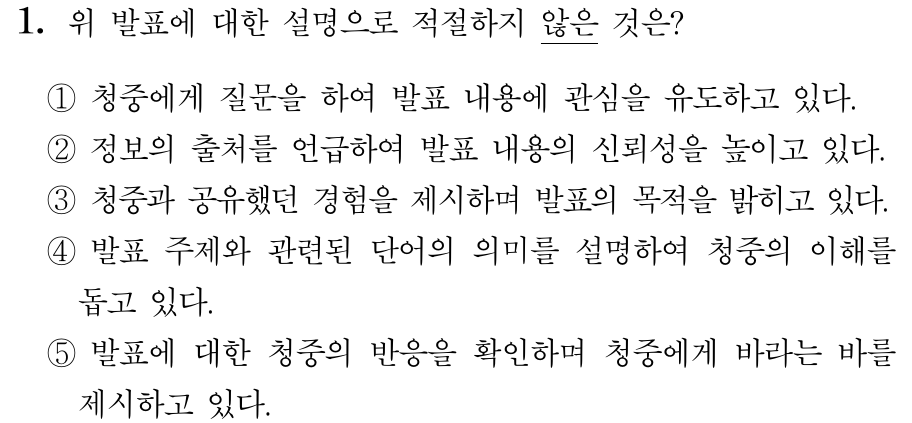 1. 위 발표에 대한 설명으로 적절하지 않은 것은?
① 청중에게 질문을 하여 발표 내용에 관심을 유도하고 있다.
② 정보의 출처를 언급하여 발표 내용의 신뢰성을 높이고 있다.
③ 청중과 공유했던 경험을 제시하며 발표의 목적을 밝히고 있다.
④ 발표 주제와 관련된 단어의 의미를 설명하여 청중의 이해를
돕고 있다.
⑤ 발표에 대한 청중의 반응을 확인하며 청중에게 바라는 바를
제시하고 있다.